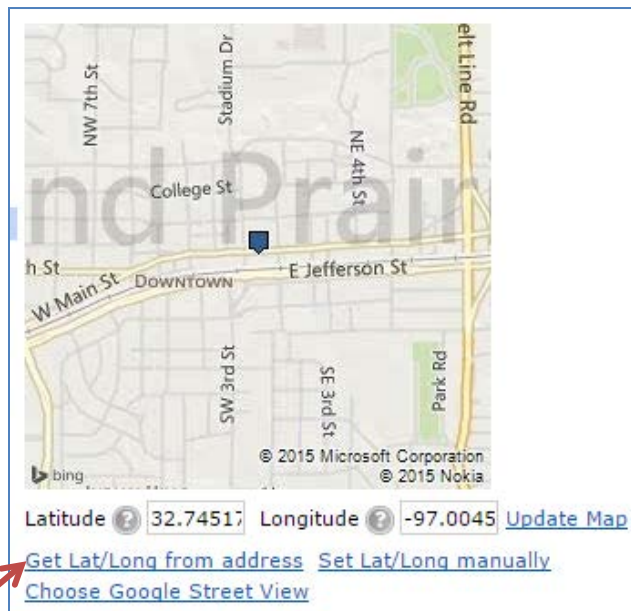 Stadium Dr
elt Line Rd
NW 7th St
NE 4th St
College St
nd Prair
h St
E Jefferson St
W Main St
DOWNTOWN
SW 3rd St
SE 3rd St
Park Rd
© 2015 Microsoft Corporation
bing
© 2015 Nokia
Latitude ? 32.74517 Longitude ? -97.0045 Update Map
Get Lat/Long from address Set Lat/Long manually
Choose Google Street View